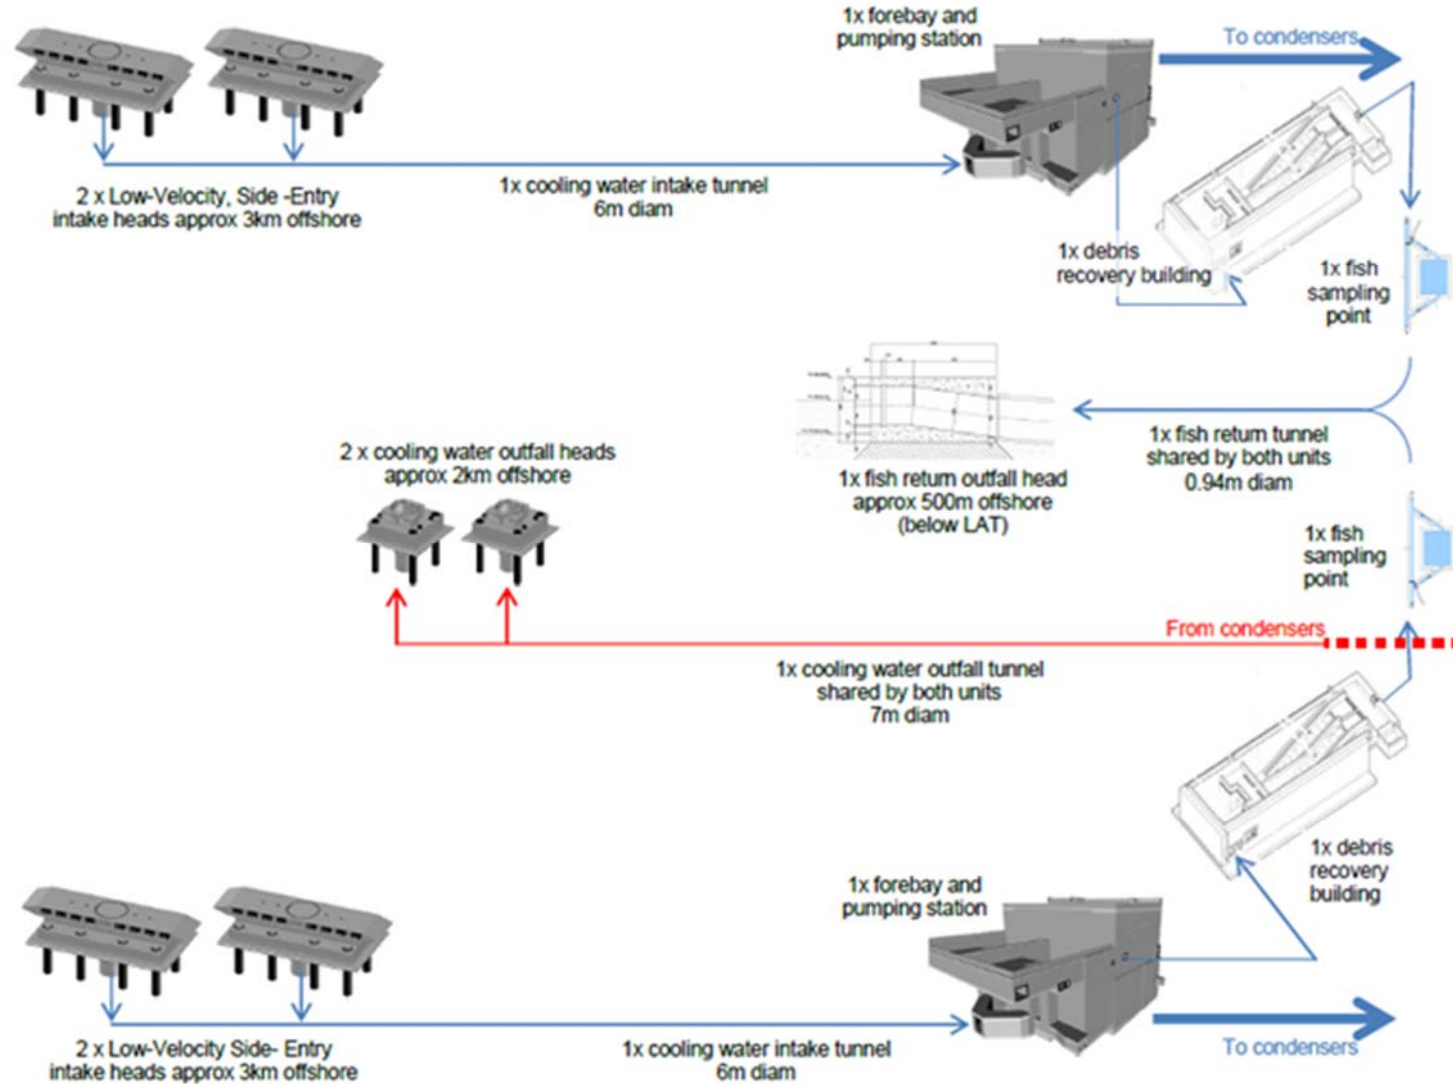 1x forebay and
pumping station
To condensers
2 x Low-Velocity, Side -Entry
intake heads approx 3km offshore
1x cooling water intake tunnel
6m diam
1x debris
recovery building
1x fish
sampling
point
1x fish return tunnel
shared by both units
0.94m diam
2 x cooling water outfall heads
approx 2km offshore
1x fish return outfall head
approx 500m offshore
(below LAT)
1x fish
sampling
point
From condensers
1x cooling water outfall tunnel
shared by both units
7m diam
1x debris
recovery
building
1x forebay and
pumping station
2 x Low-Velocity Side- Entry
intake heads approx 3km offshore
1x cooling water intake tunnel
6m diam
To condensers